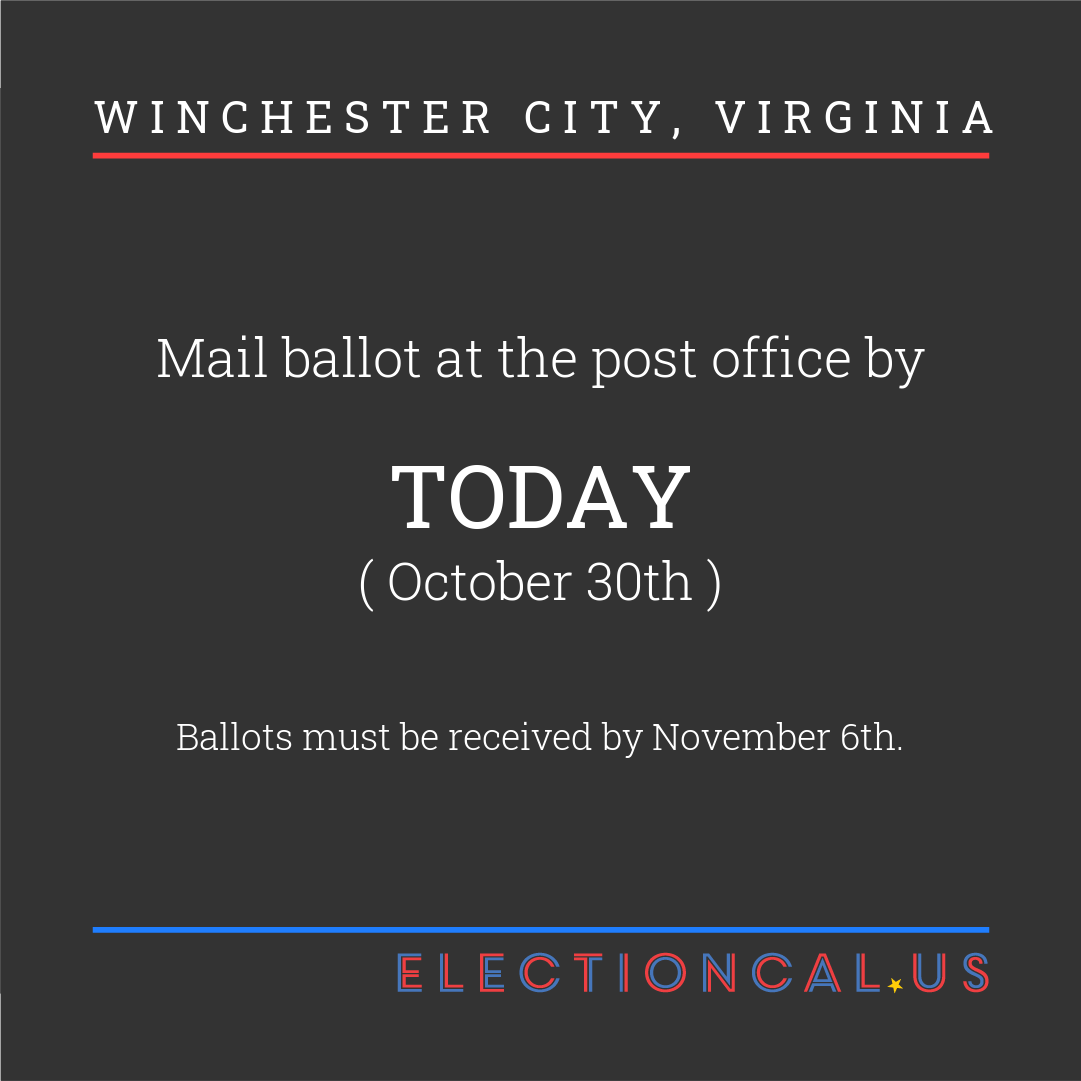 WINCHESTER CITY, VIRGINIA
Mail ballot at the post office by
TODAY
( October 30th )
Ballots must be received by November 6th.
ELECTIONCAL.US